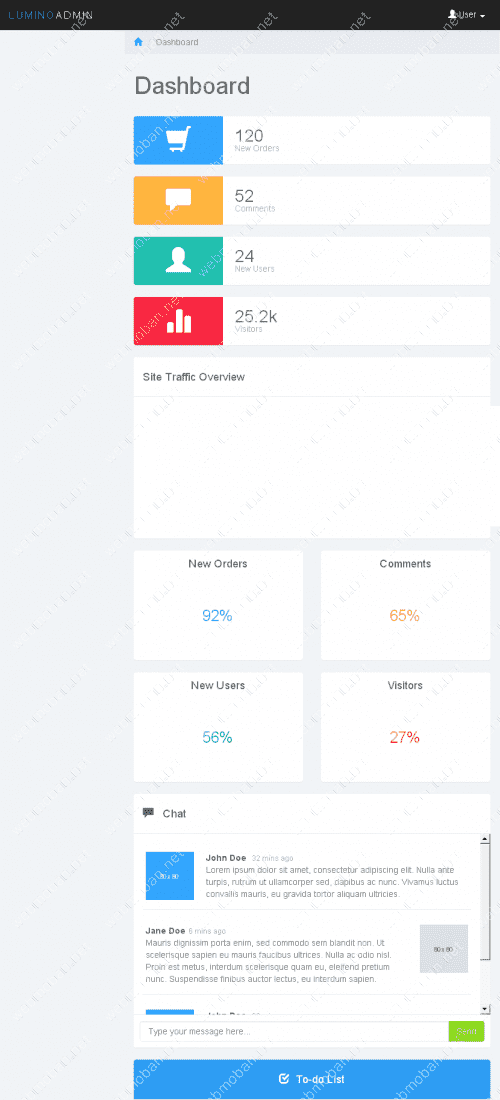 LUMINOADMIN
User
Dashboard
Dashboard
120
New Orders
52
Comments
24
New Users
25.2k
Visitors
Site Traffic Overview
New Orders
Comments
92%
65%
New Users
Visitors
56%
27%
Chat
John Doe 32 mins ago
Lorem ipsum dolor sit amet, consectetur adipiscing elit. Nulla ante
turpis, rutrum ut ullamcorper sed, dapibus ac nunc. Vivamus luctus
convallis mauris, eu gravida tortor aliquam ultricies.
80 x 80
Jane Doe 6 mins ago
Mauris dignissim porta enim, sed commodo sem blandit non. Ut
scelerisque sapien eu mauris faucibus ultrices. Nulla ac odio nisl.
Proin est metus, interdum scelerisque quam eu, eleifend pretium
nunc. Suspendisse finibus auctor lectus, eu interdum sapien.
80 x 80
Type your message here...
Send
To-do List
webmoban.net